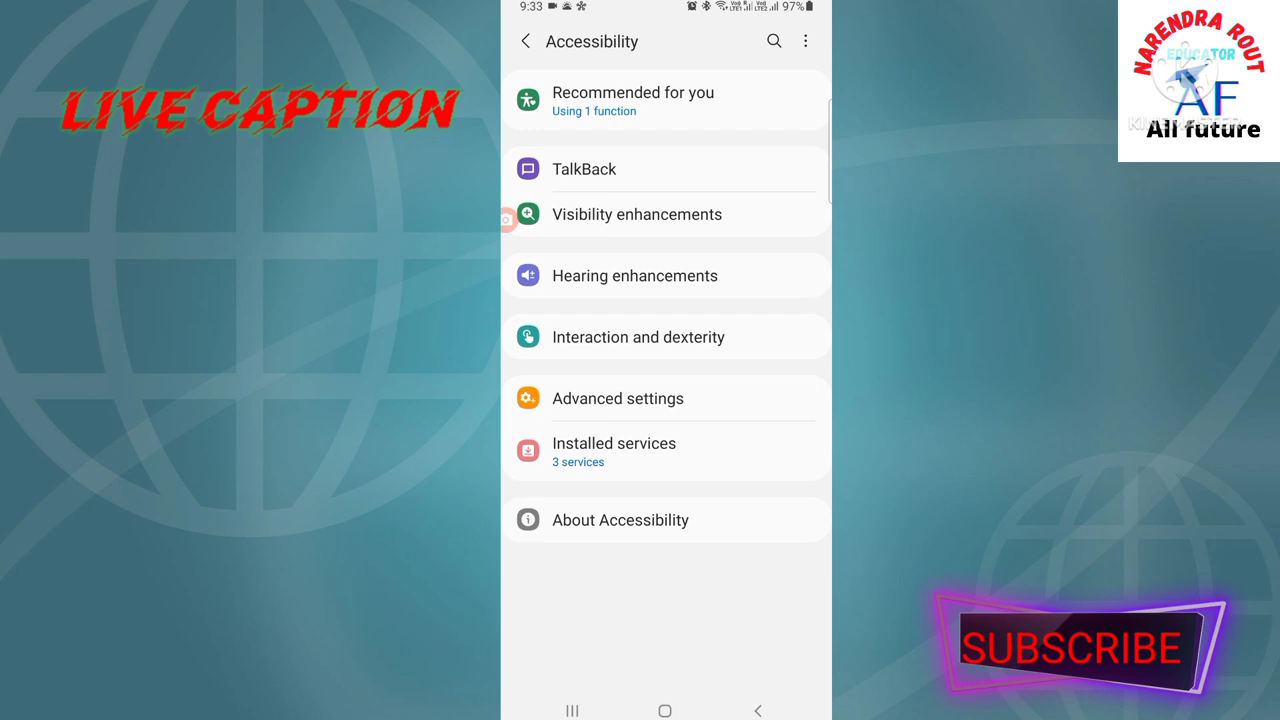 LIVE CAPTION
9:33
97%
Accessibility
Recommended for you
Using 1 function
TalkBack
Visibility enhancements
Hearing enhancements
Interaction and dexterity
Advanced settings
Installed services
3 services
About Accessibility
NARENDRA ROUT
EDUCATOR
AF
KINEMASTER
All future
SUBSCRIBE